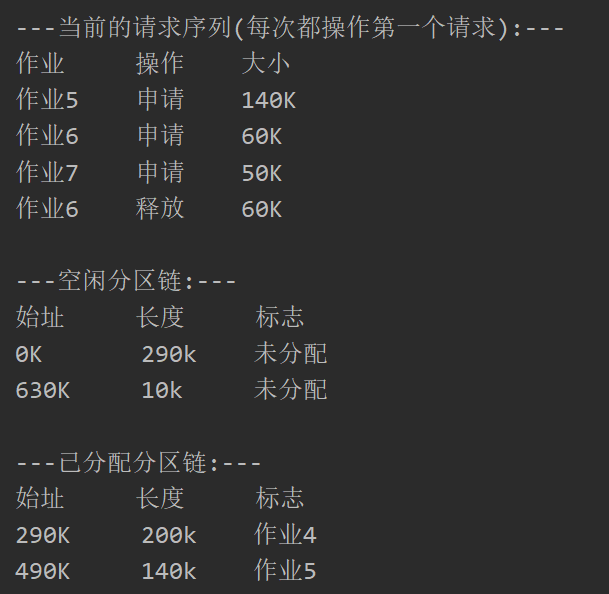 ---当前的请求序列(每次都操作第一个请求):---
作业 操作 大小
作业5 申请 140K
作业6 申请 60K
作业7 申请 50K
作业6 释放 60K
---空闲分区链:---
始址 长度 标志
0K 290k 未分配
630K 10k 未分配
---已分配分区链:---
始址 长度 标志
290K 200k 作业4
490K 140k 作业5